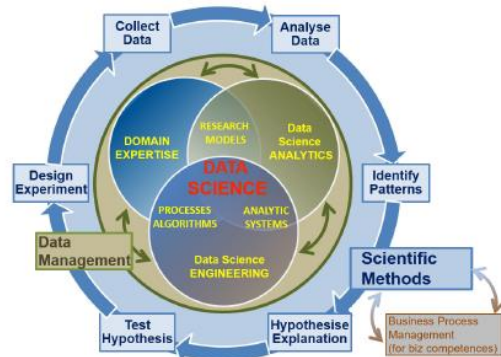 Collect
Data
Analyse
Data
RESEARCH
MODELS
DOMAIN
EXPERTISE
Data
Science
ANALYTICS
DATA
SCIENCE
Design
Experiment
Identify
Patterns
PROCESSES
ALGORITHMS
ANALYTIC
SYSTEMS
Data
Management
Data Science
ENGINEERING
Scientific
Methods
Test
Hypothesis
Hypothesise
Explanation
Business Process
Management
(for biz competences)